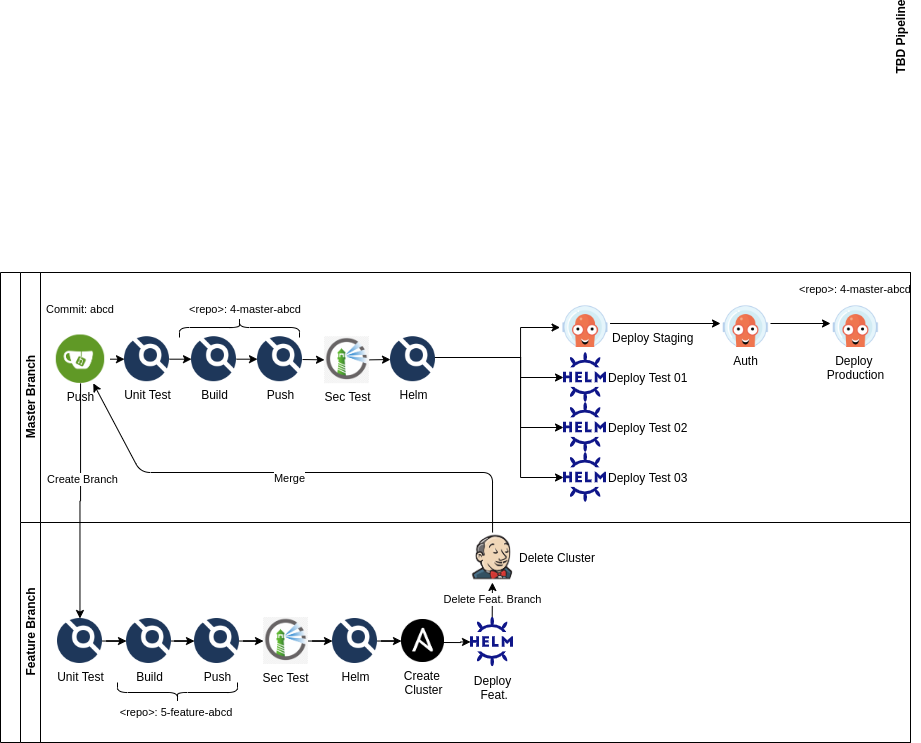 TBD Pipeline
Master Branch
Commit: abcd
<repo>: 4-master-abcd
<repo>: 4-master-abcd
Push
Unit Test
Build
Push
Sec Test
Helm
Deploy Staging
Auth
Deploy
Production
HELM
Deploy Test 01
HELM
Deploy Test 02
HELM
Deploy Test 03
Create Branch
Merge
Feature Branch
Delete Cluster
Delete Feat. Branch
HELM
A
Unit Test
Build
Push
Sec Test
Helm
Create
Cluster
Deploy
Feat.
<repo>: 5-feature-abcd